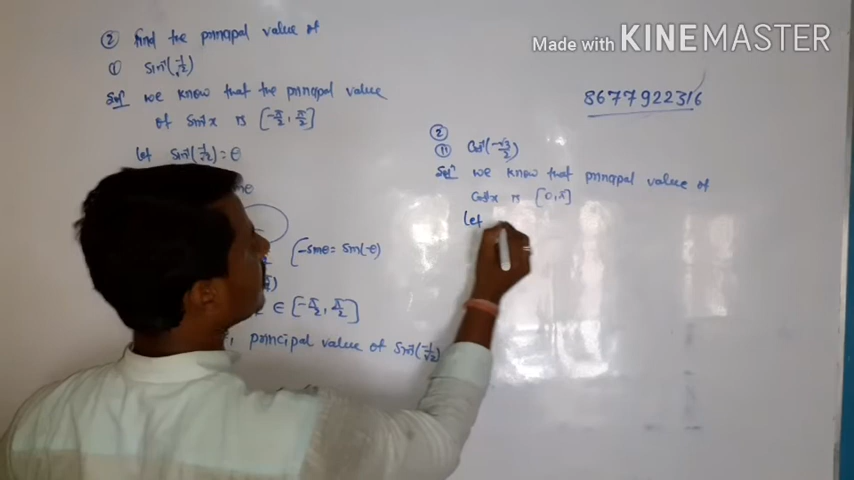 Made with KINEMASTER
② find the principal value of
① Sin⁻¹(-1/√2)
Solⁿ we know that the principal value
of Sin⁻¹x is [-π/2, π/2]
let Sin⁻¹(-1/√2) = θ
(-sinθ = Sin(-θ)
∈ [-π/2, π/2]
principal value of Sin⁻¹(-1/√2)
8677922316
②
⑪ Cos⁻¹(-√3/2)
Solⁿ we know that principal value of
Cos⁻¹x is [0, π]
let